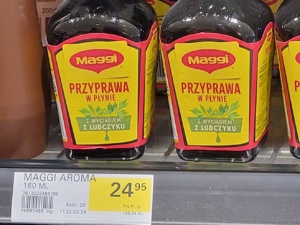 Maggi
PRZYPRAWA
W PŁYNIE
Z WYCIĄGIEM
Z LUBCZYKU
Maggi
PRZYPRAWA
W PŁYNIE
Z WYCIĄGIEM
Z LUBCZYKU
MAGGI AROMA
160 ML
24 95